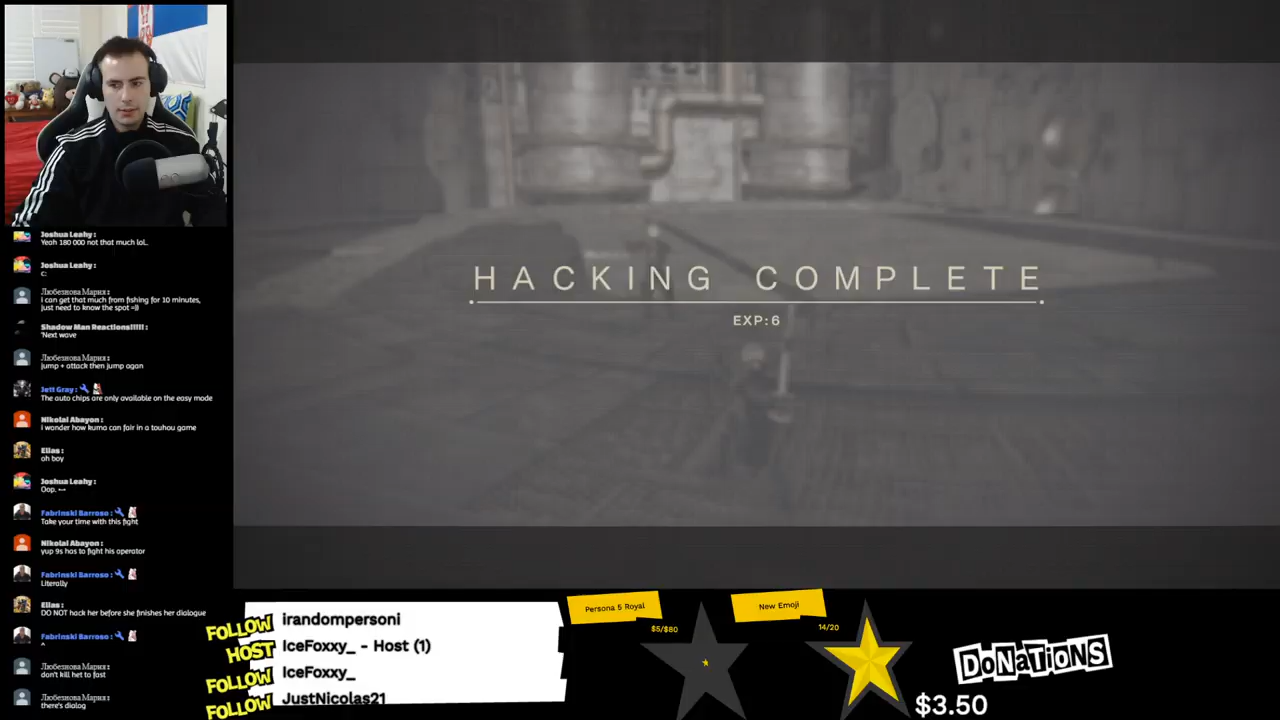 Joshua Leahy :
Yeah 180 000 not that much lol..
Joshua Leahy :
c:
Любезнова Мария :
I can get that much from fishing for 10 minutes,
just need to know the spot =))
Shadow Man Reactions!!!!! :
'Next wave
Любезнова Мария :
jump + attack then jump agan
Jett Gray :
The auto chips are only available on the easy mode
Nikolai Abayon :
I wonder how kuma can fair in a touhou game
Elias :
oh boy
Joshua Leahy :
Oop. ~~
Fabrinski Barroso :
Take your time with this fight
Nikolai Abayon :
yup 9s has to fight his operator
Fabrinski Barroso :
Literally
Elias :
DO NOT hack her before she finishes her dialogue
Fabrinski Barroso :
^
Любезнова Мария :
don't kill het to fast
Любезнова Мария :
there's dialog
HACKING COMPLETE
EXP:6
FOLLOW irandompersoni
HOST IceFoxxy_ - Host (1)
FOLLOW IceFoxxy_
FOLLOW JustNicolas21
Persona 5 Royal
$5/$80
New Emoji
14/20
DONATIONS
$3.50